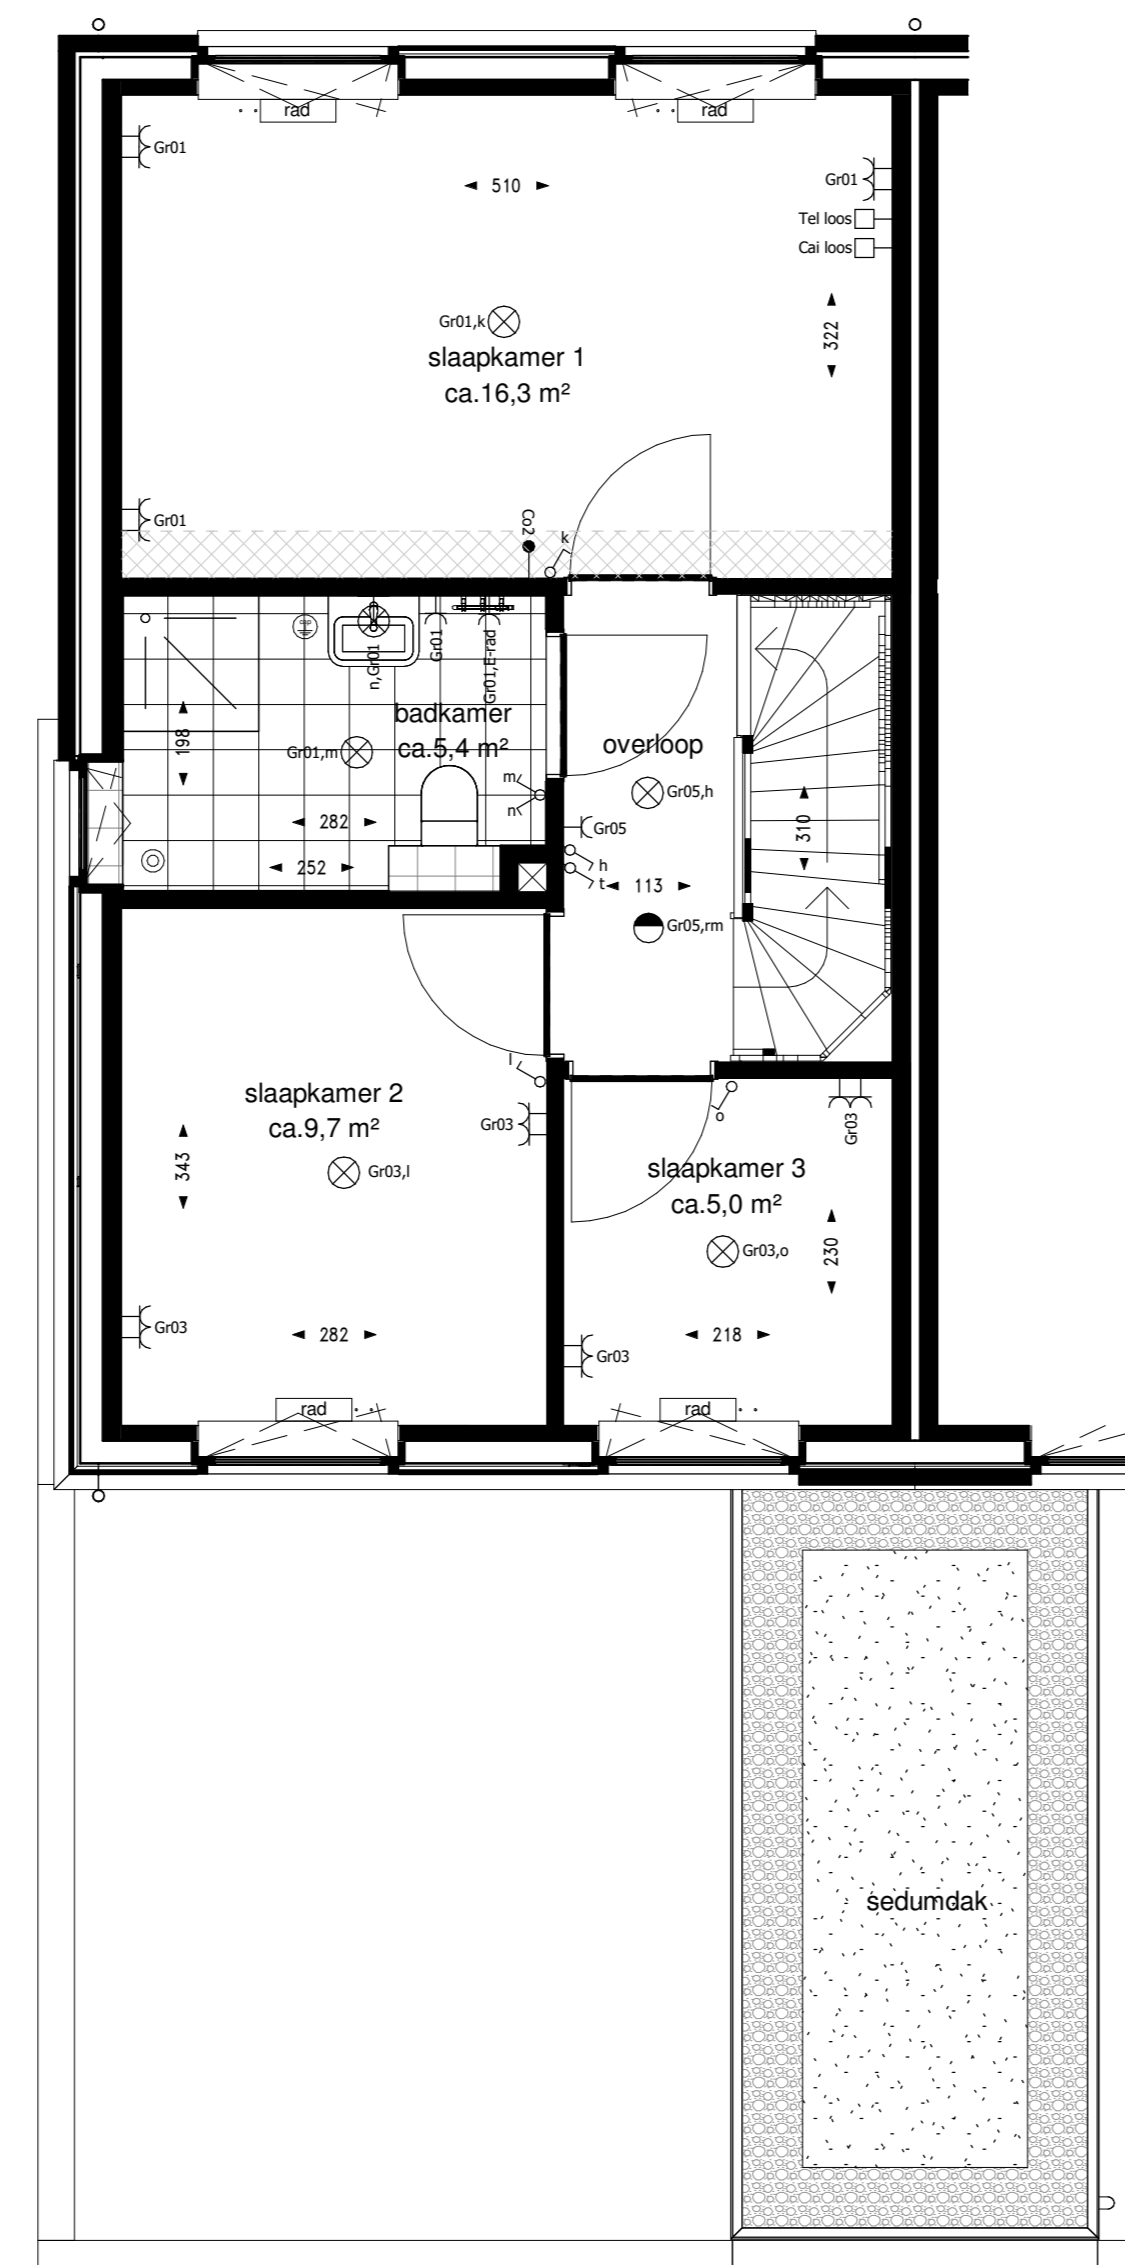 rad
rad
Gr01
510
Gr01
Tel loos
Cai loos
322
Gr01,k
slaapkamer 1
ca.16,3 m²
Gr01
Co2
k
n,Gr01
Gr01
Gr01,E-rad
badkamer
ca.5,4 m²
198
Gr01,m
m
n
282
252
overloop
Gr05,h
Gr05
h
t
113
Gr05,rm
310
l
slaapkamer 2
ca.9,7 m²
Gr03
343
Gr03,l
Gr03
282
rad
o
Gr03
slaapkamer 3
ca.5,0 m²
230
Gr03,o
218
Gr03
rad
sedumdak